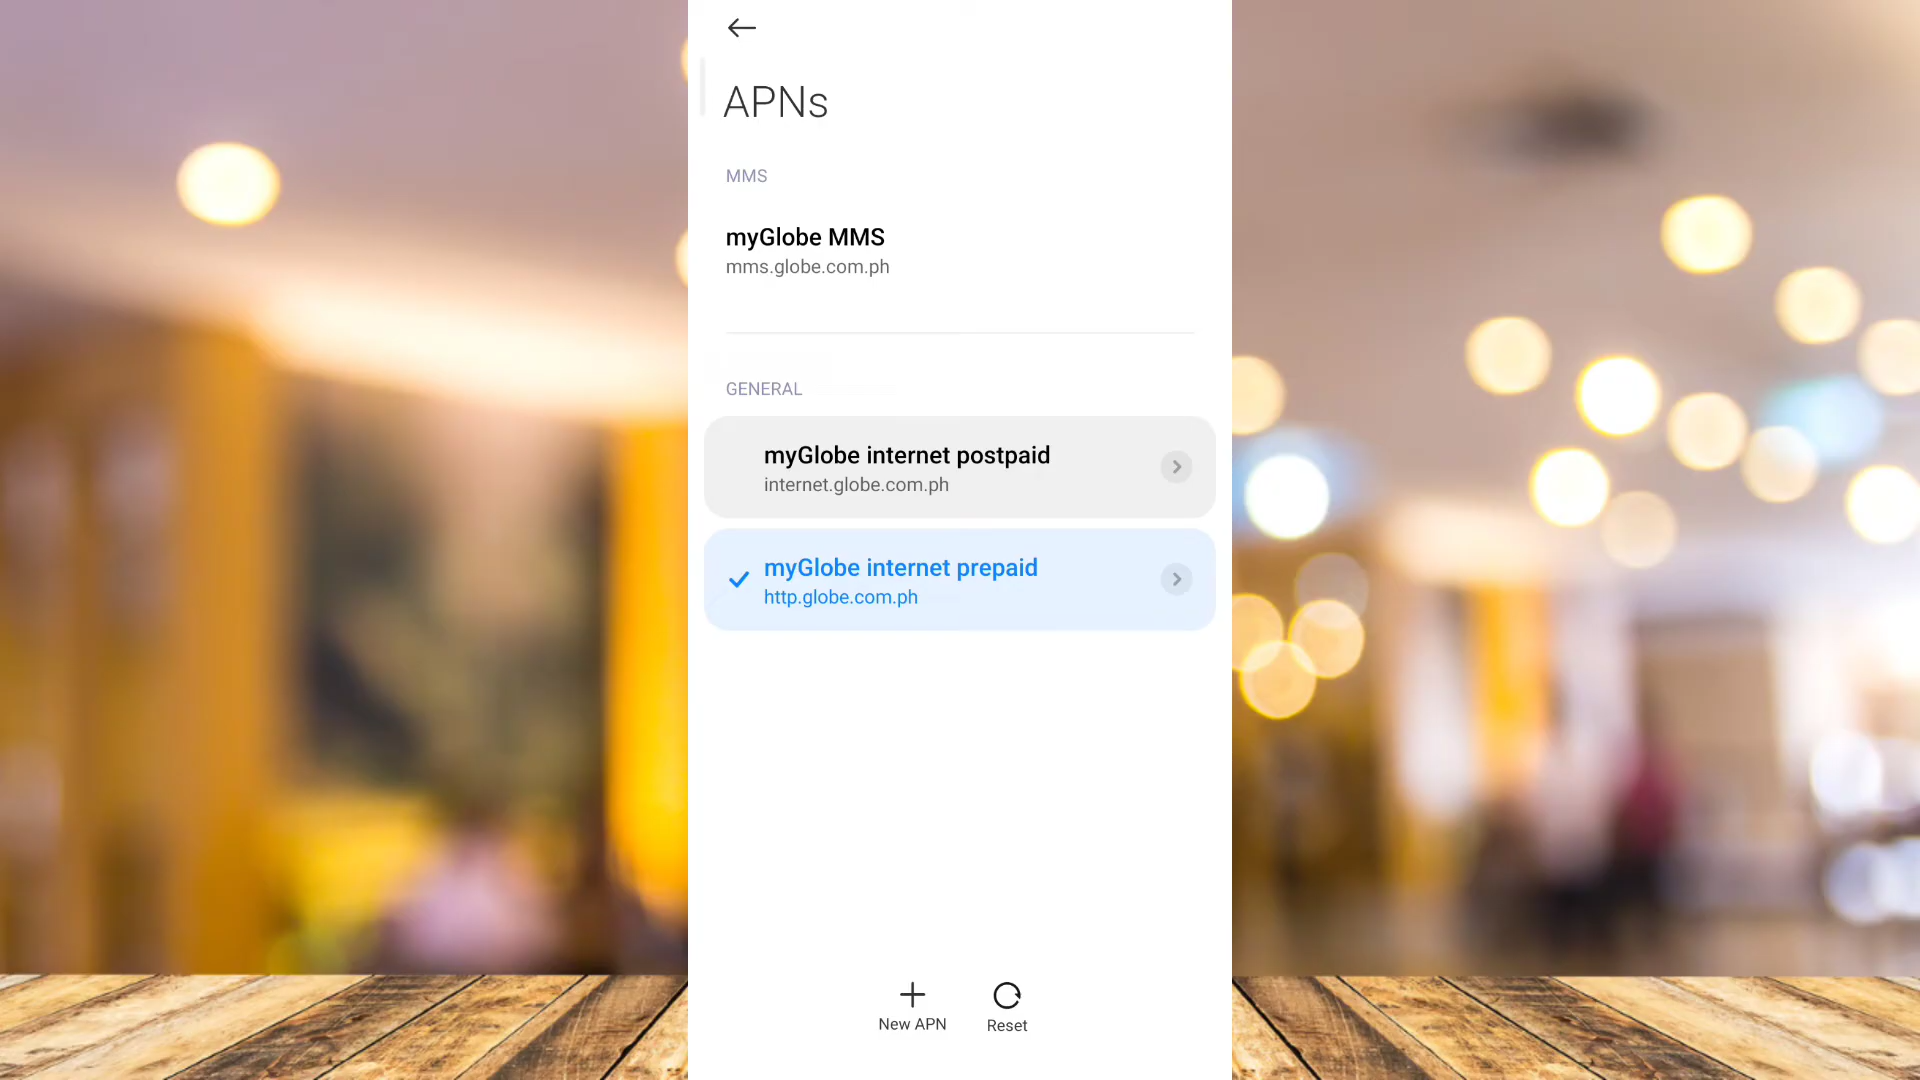 APNs
MMS
myGlobe MMS
mms.globe.com.ph
GENERAL
myGlobe internet postpaid
internet.globe.com.ph
myGlobe internet prepaid
http.globe.com.ph
New APN
Reset